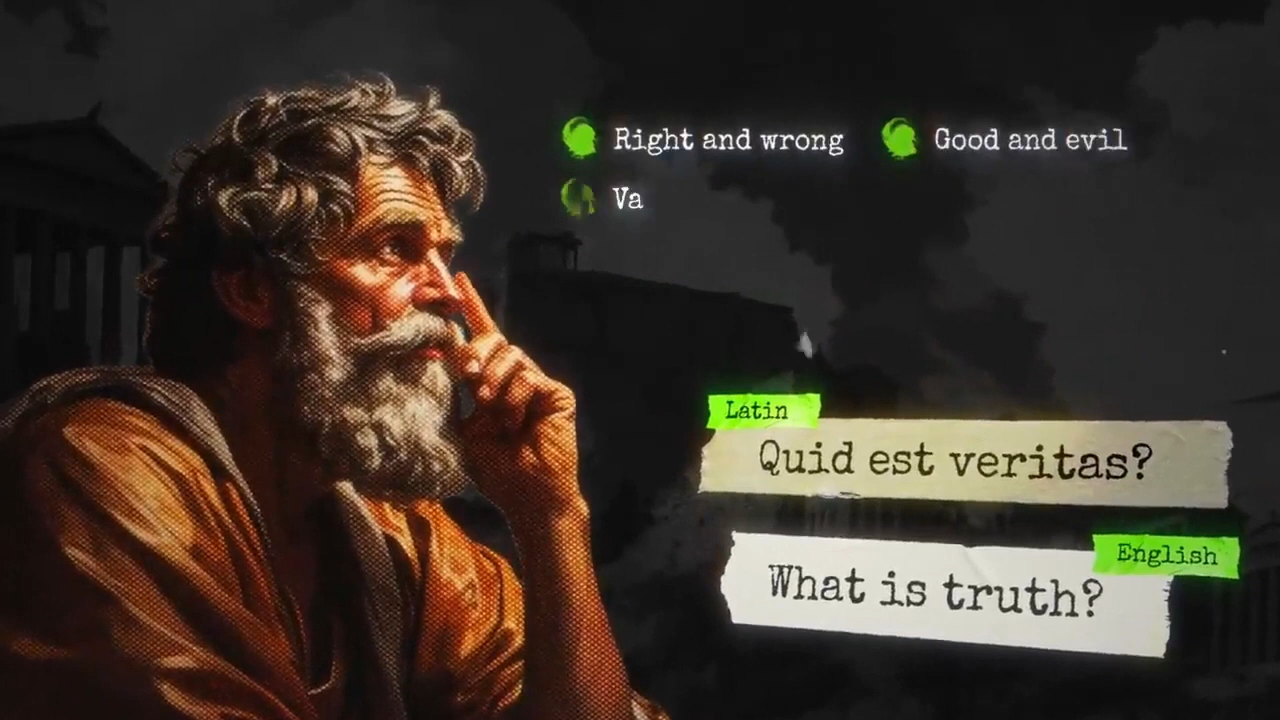 Right and wrong
Good and evil
Va
Latin
Quid est veritas?
English
What is truth?